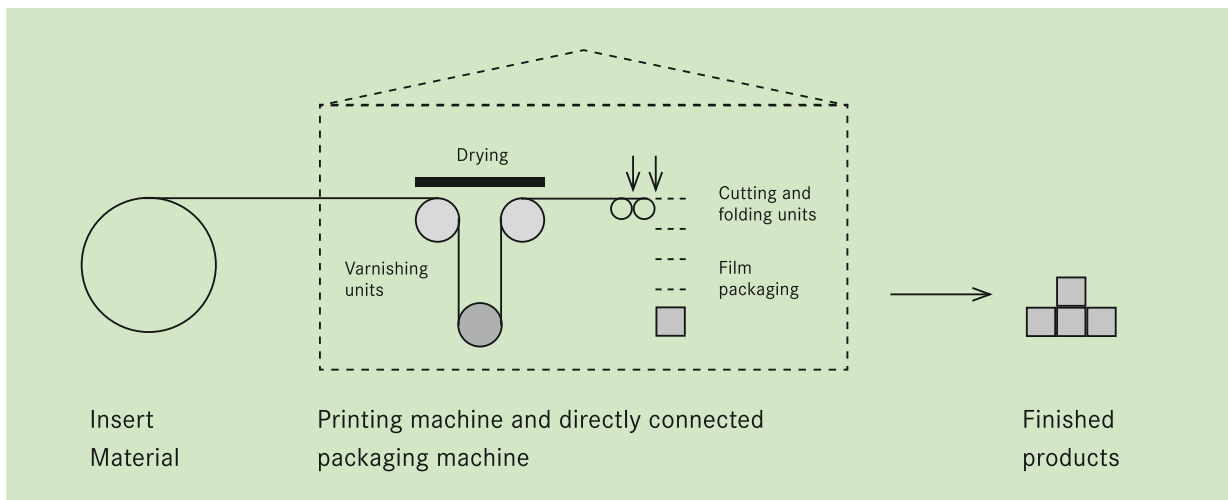 Drying
Cutting and
folding units
Varnishing
units
Film
packaging
Insert
Material
Printing machine and directly connected
packaging machine
Finished
products